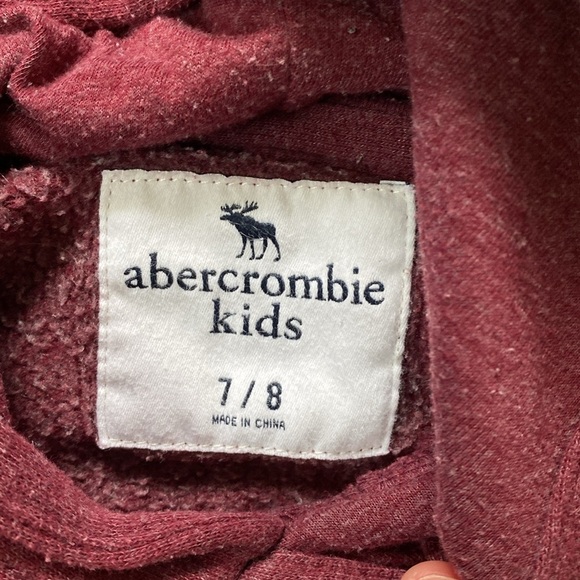 abercrombie
kids
7 / 8
MADE IN CHINA